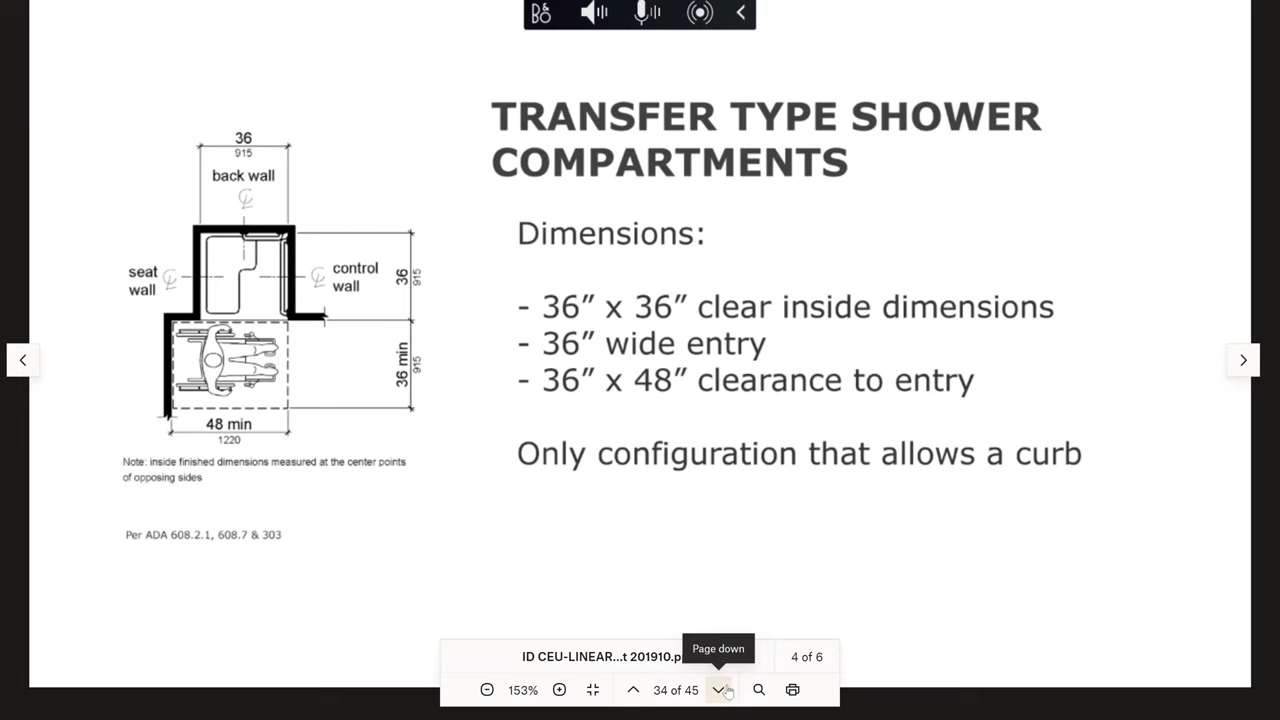 TRANSFER TYPE SHOWER
COMPARTMENTS
36
915
back wall
Dimensions:
seat
wall
control
wall
36
915
- 36” x 36” clear inside dimensions
- 36” wide entry
- 36” x 48” clearance to entry
36 min
915
48 min
1220
Only configuration that allows a curb
Note: inside finished dimensions measured at the center points
of opposing sides
Per ADA 608.2.1, 608.7 & 303
Page down
ID CEU-LINEAR...t 201910.p
4 of 6
153%
34 of 45